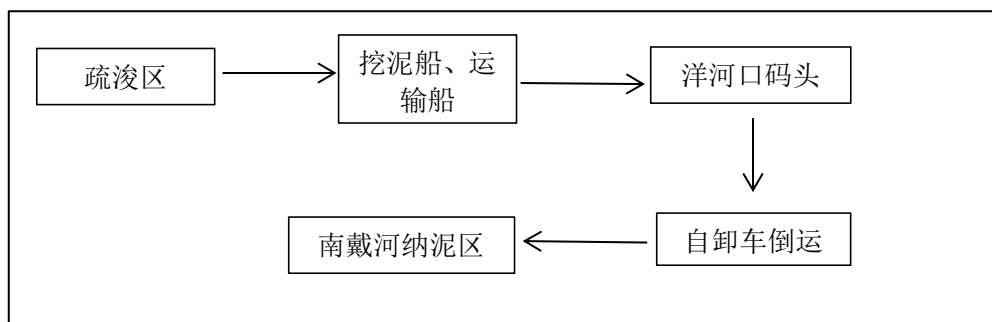 疏浚区
挖泥船、运
输船
洋河口码头
自卸车倒运
南戴河纳泥区